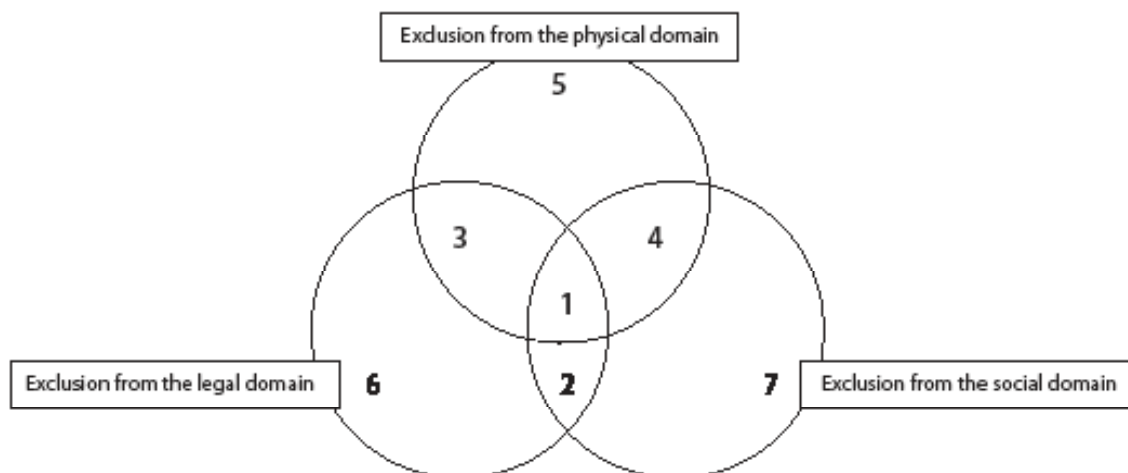 Exclusion from the physical domain
5
3
4
1
Exclusion from the legal domain
6
2
7
Exclusion from the social domain